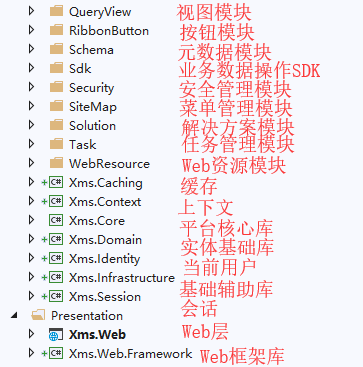 QueryView 视图模块
RibbonButton 按钮模块
Schema 元数据模块
Sdk 业务数据操作SDK
Security 安全管理模块
SiteMap 菜单管理模块
Solution 解决方案模块
Task 任务管理模块
WebResource Web资源模块
+C# Xms.Caching 缓存
+C# Xms.Context 上下文
C# Xms.Core 平台核心库
+C# Xms.Domain 实体基础库
+C# Xms.Identity 当前用户
+C# Xms.Infrastructure 基础辅助库
+C# Xms.Session 会话
Presentation
Xms.Web Web层
+C# Xms.Web.Framework Web框架库